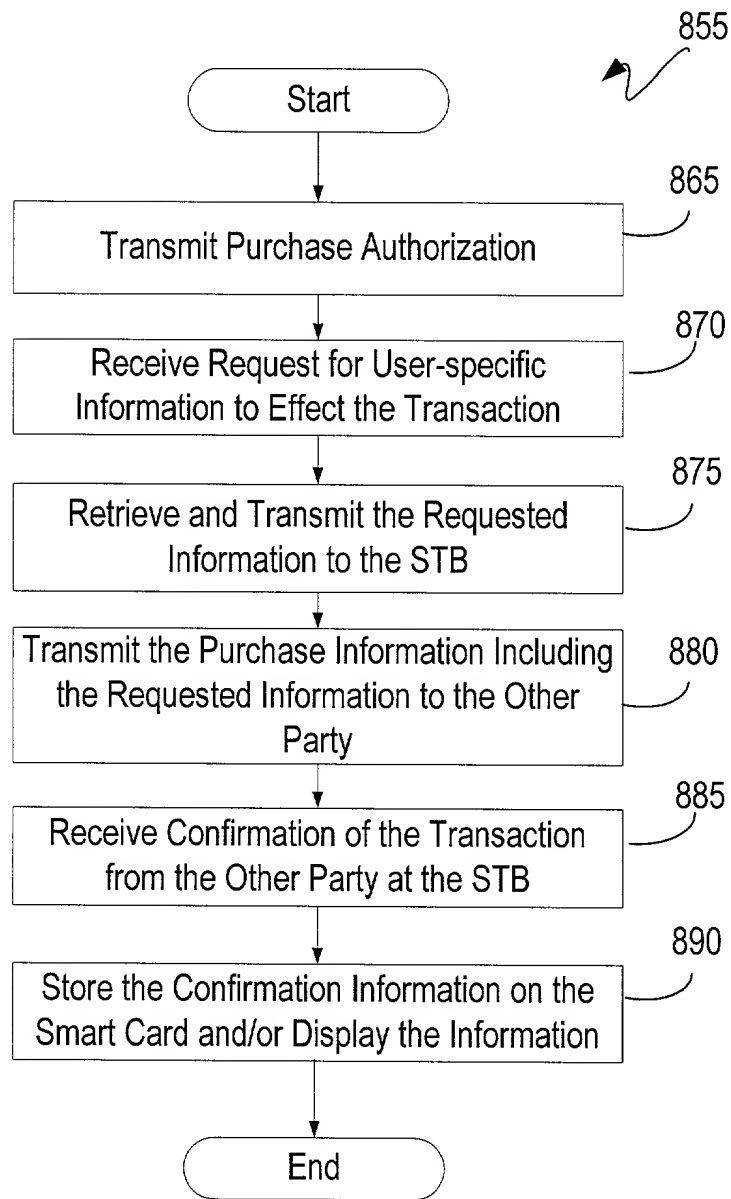 855
Start
865
Transmit Purchase Authorization
870
Receive Request for User-specific
Information to Effect the Transaction
875
Retrieve and Transmit the Requested
Information to the STB
880
Transmit the Purchase Information Including
the Requested Information to the Other
Party
885
Receive Confirmation of the Transaction
from the Other Party at the STB
890
Store the Confirmation Information on the
Smart Card and/or Display the Information
End